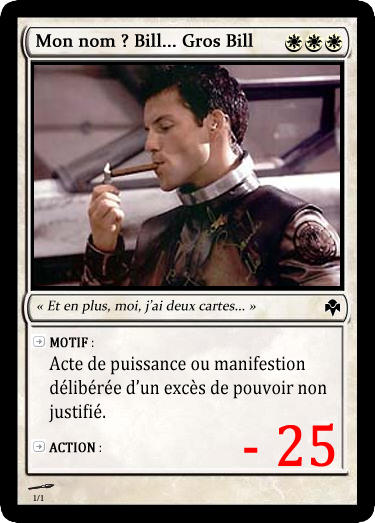 Mon nom ? Bill... Gros Bill
« Et en plus, moi, j'ai deux cartes... »
MOTIF :
Acte de puissance ou manifestion
délibérée d'un excès de pouvoir non
justifié.
ACTION :
- 25
1/1